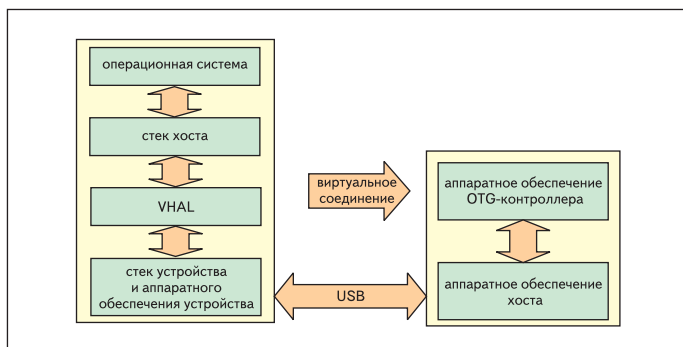 операционная система
стек хоста
VHAL
стек устройства
и аппаратного
обеспечения устройства
виртуальное
соединение
USB
аппаратное обеспечение
OTG-контроллера
аппаратное обеспечение
хоста